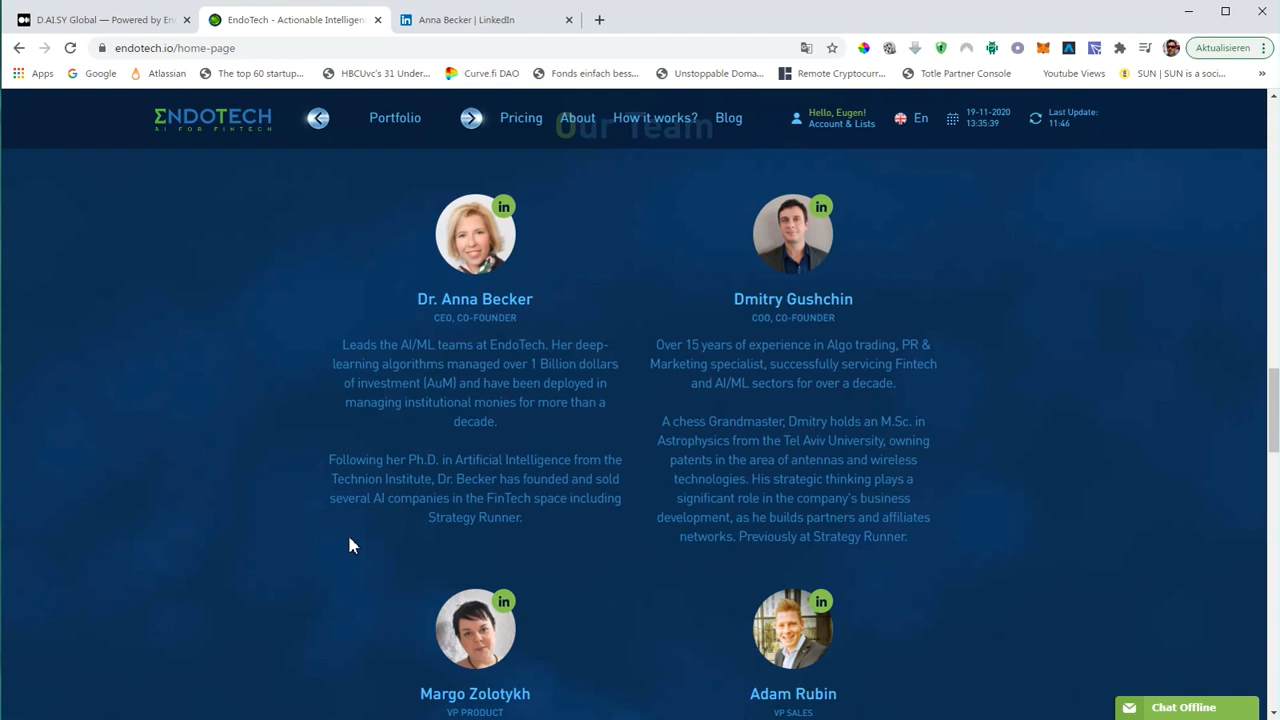 D.AI.SY Global — Powered by En
EndoTech - Actionable Intelligen
Anna Becker | LinkedIn
endotech.io/home-page
Aktualisieren
Apps
Google
Atlassian
The top 60 startup...
HBCUvc's 31 Under...
Curve.fi DAO
Fonds einfach bess...
Unstoppable Doma...
Remote Cryptocurr...
Totle Partner Console
Youtube Views
SUN | SUN is a soci...
»
ENDOTECH
AI FOR FINTECH
Portfolio
Pricing
About
How it works?
Blog
Hello, Eugen!
Account & Lists
En
19-11-2020
13:35:39
Last Update:
11:46
Our Team
in
in
Dr. Anna Becker
CEO, CO-FOUNDER
Leads the AI/ML teams at EndoTech. Her deep-
learning algorithms managed over 1 Billion dollars
of investment (AuM) and have been deployed in
managing institutional monies for more than a
decade.
Following her Ph.D. in Artificial Intelligence from the
Technion Institute, Dr. Becker has founded and sold
several AI companies in the FinTech space including
Strategy Runner.
Dmitry Gushchin
COO, CO-FOUNDER
Over 15 years of experience in Algo trading, PR &
Marketing specialist, successfully servicing Fintech
and AI/ML sectors for over a decade.
A chess Grandmaster, Dmitry holds an M.Sc. in
Astrophysics from the Tel Aviv University, owning
patents in the area of antennas and wireless
technologies. His strategic thinking plays a
significant role in the company's business
development, as he builds partners and affiliates
networks. Previously at Strategy Runner.
in
in
Margo Zolotykh
VP PRODUCT
Adam Rubin
VP SALES
Chat Offline